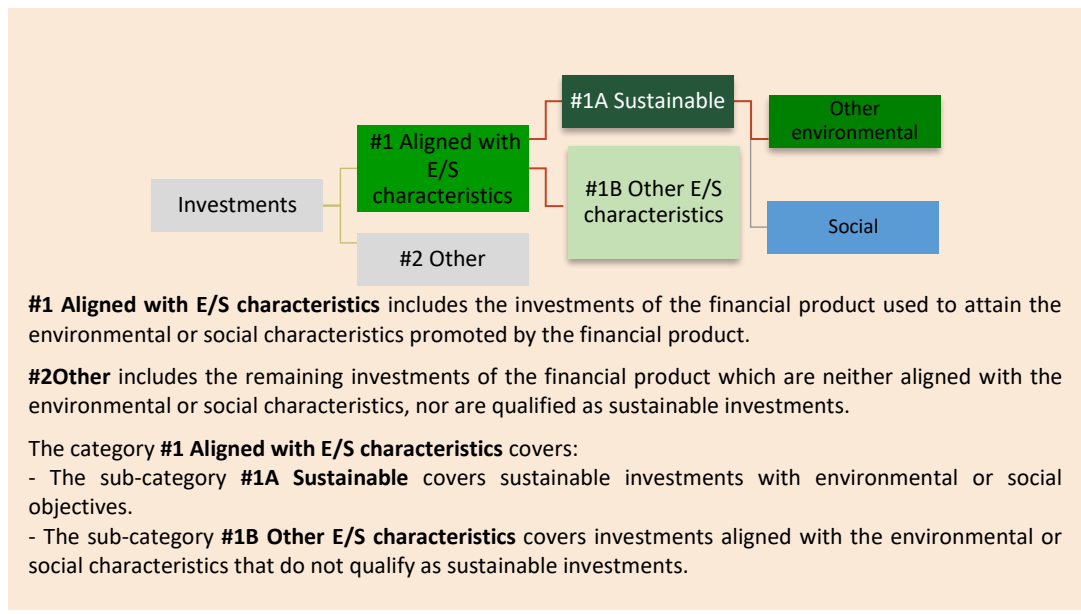 Investments
#1 Aligned with
E/S
characteristics
#2 Other
#1A Sustainable
#1B Other E/S
characteristics
Other
environmental
Social
#1 Aligned with E/S characteristics includes the investments of the financial product used to attain the
environmental or social characteristics promoted by the financial product.
#2Other includes the remaining investments of the financial product which are neither aligned with the
environmental or social characteristics, nor are qualified as sustainable investments.
The category #1 Aligned with E/S characteristics covers:
- The sub-category #1A Sustainable covers sustainable investments with environmental or social
objectives.
- The sub-category #1B Other E/S characteristics covers investments aligned with the environmental or
social characteristics that do not qualify as sustainable investments.